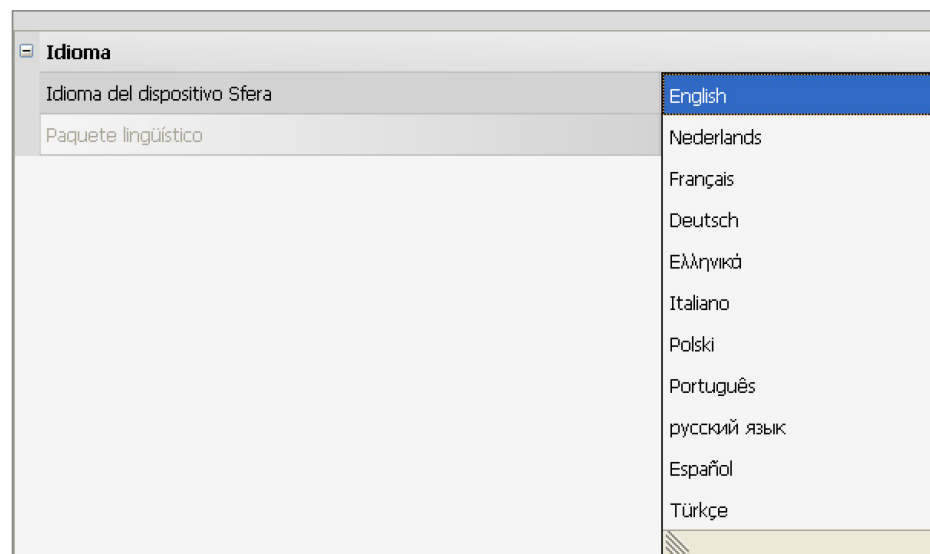 Idioma
Idioma del dispositivo Sfera
Paquete lingüístico
English
Nederlands
Français
Deutsch
Ελληνικά
Italiano
Polski
Português
русский язык
Español
Türkçe